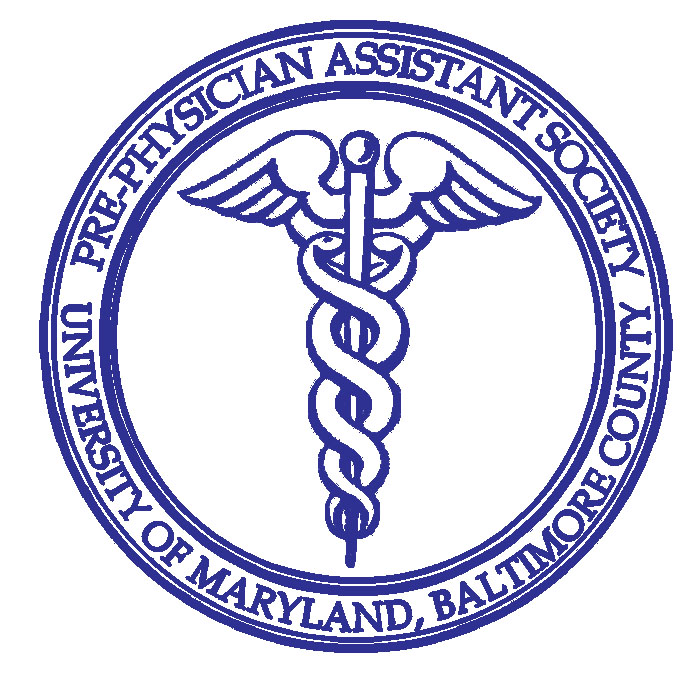 PRE-PHYSICIAN ASSISTANT SOCIETY
UNIVERSITY OF MARYLAND, BALTIMORE COUNTY